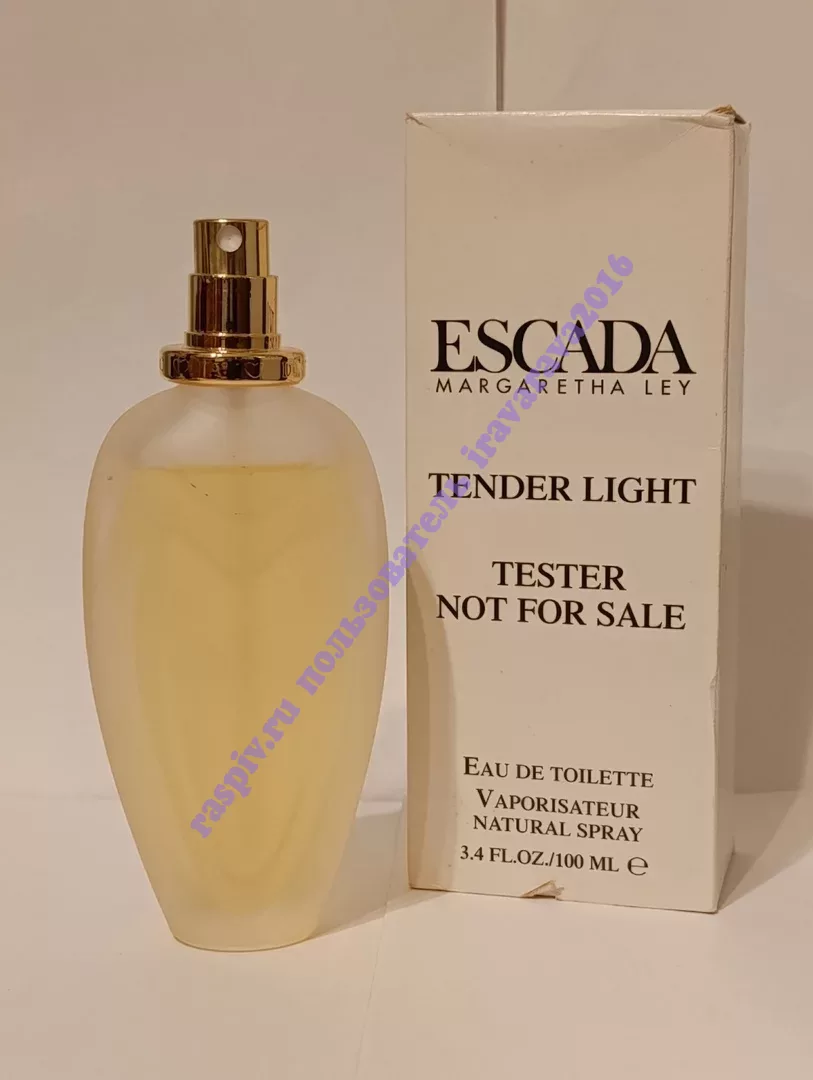 ESCADA
MARGARETHA LEY
TENDER LIGHT
TESTER
NOT FOR SALE
EAU DE TOILETTE
VAPORISATEUR
NATURAL SPRAY
3.4 FL.OZ./100 ML ℮
raspiv.ru пользователь iravarava2016